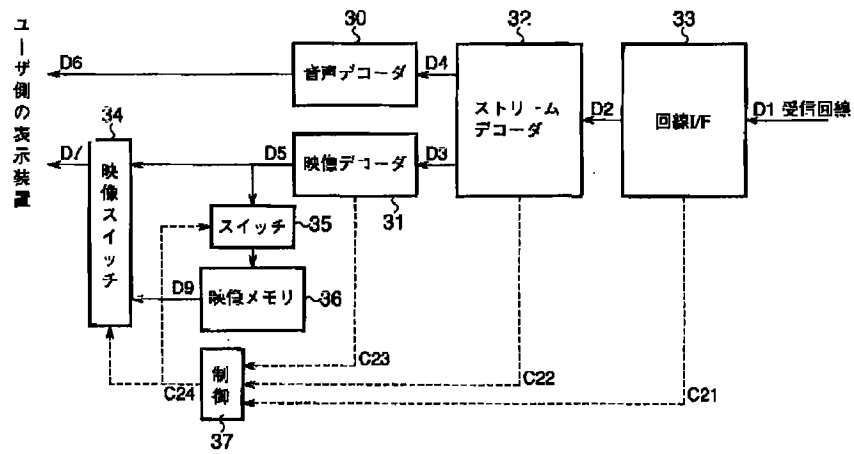 ユーザ側の表示装置
30
32
33
D6
音声デコーダ
D4
ストリームデコーダ
D2
回線I/F
D1 受信回線
34
D7
映像スイッチ
D5
映像デコーダ
D3
31
スイッチ
35
D9
映像メモリ
36
C23
C24
制御
C22
C21
37